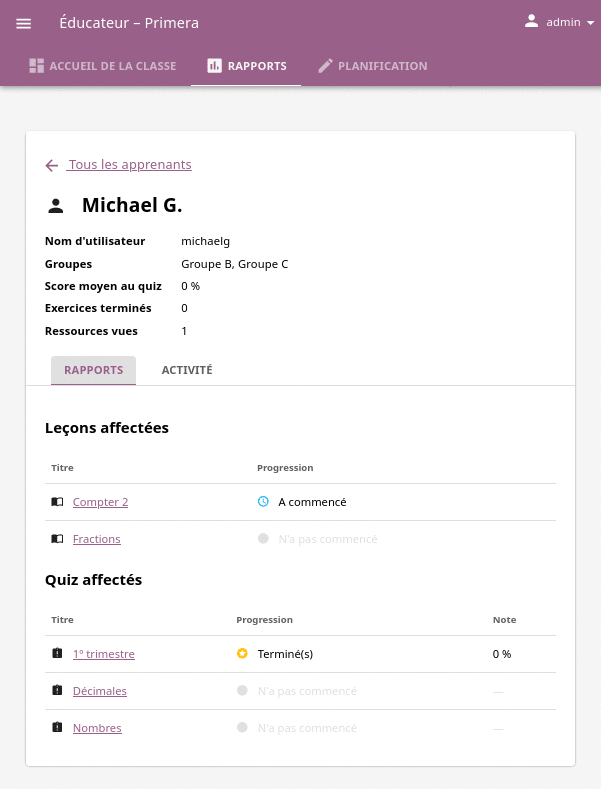 Éducateur – Primera
admin
ACCUEIL DE LA CLASSE RAPPORTS PLANIFICATION
Tous les apprenants
Michael G.
Nom d'utilisateur michaelg
Groupes Groupe B, Groupe C
Score moyen au quiz 0 %
Exercices terminés 0
Ressources vues 1
RAPPORTS ACTIVITÉ
Leçons affectées
Titre Progression
Compter 2 A commencé
Fractions N'a pas commencé
Quiz affectés
Titre Progression Note
1º trimestre Terminé(s) 0 %
Décimales N'a pas commencé —
Nombres N'a pas commencé —